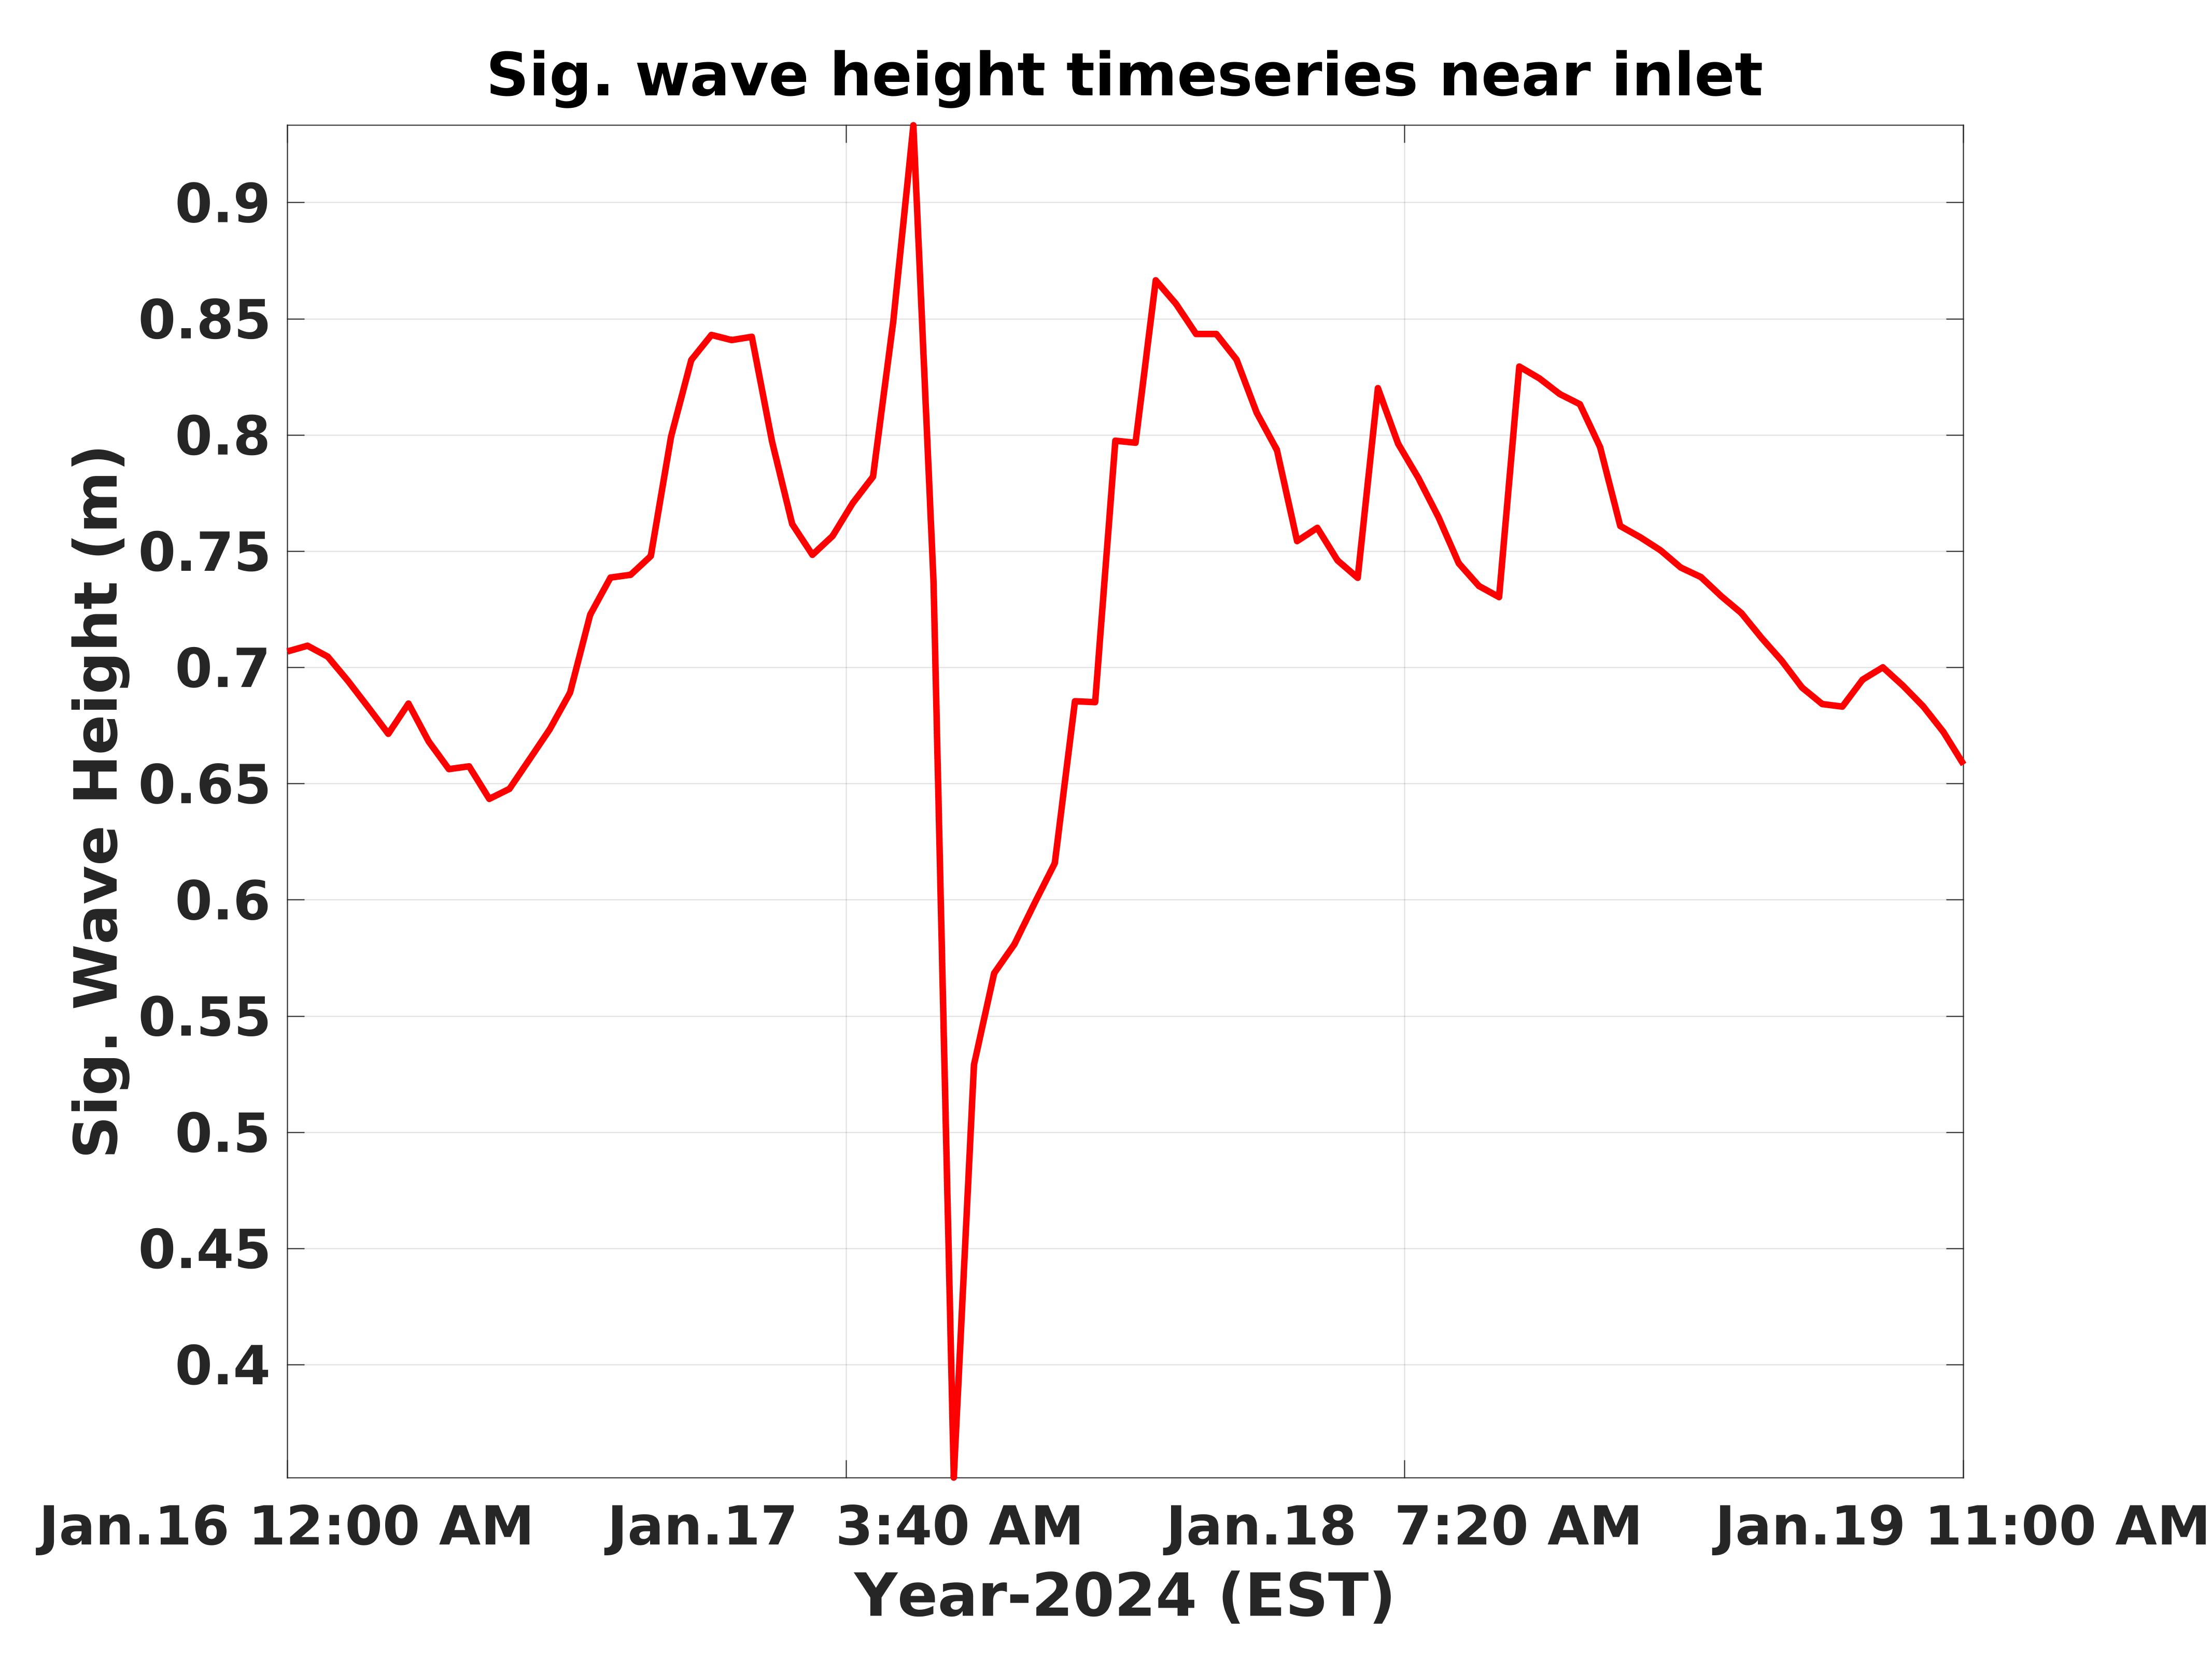 Sig. wave height timeseries near inlet
0.9
0.85
0.8
0.75
0.7
0.65
0.6
0.55
0.5
0.45
0.4
Sig. Wave Height (m)
Jan.16 12:00 AM Jan.17 3:40 AM Jan.18 7:20 AM Jan.19 11:00 AM
Year-2024 (EST)